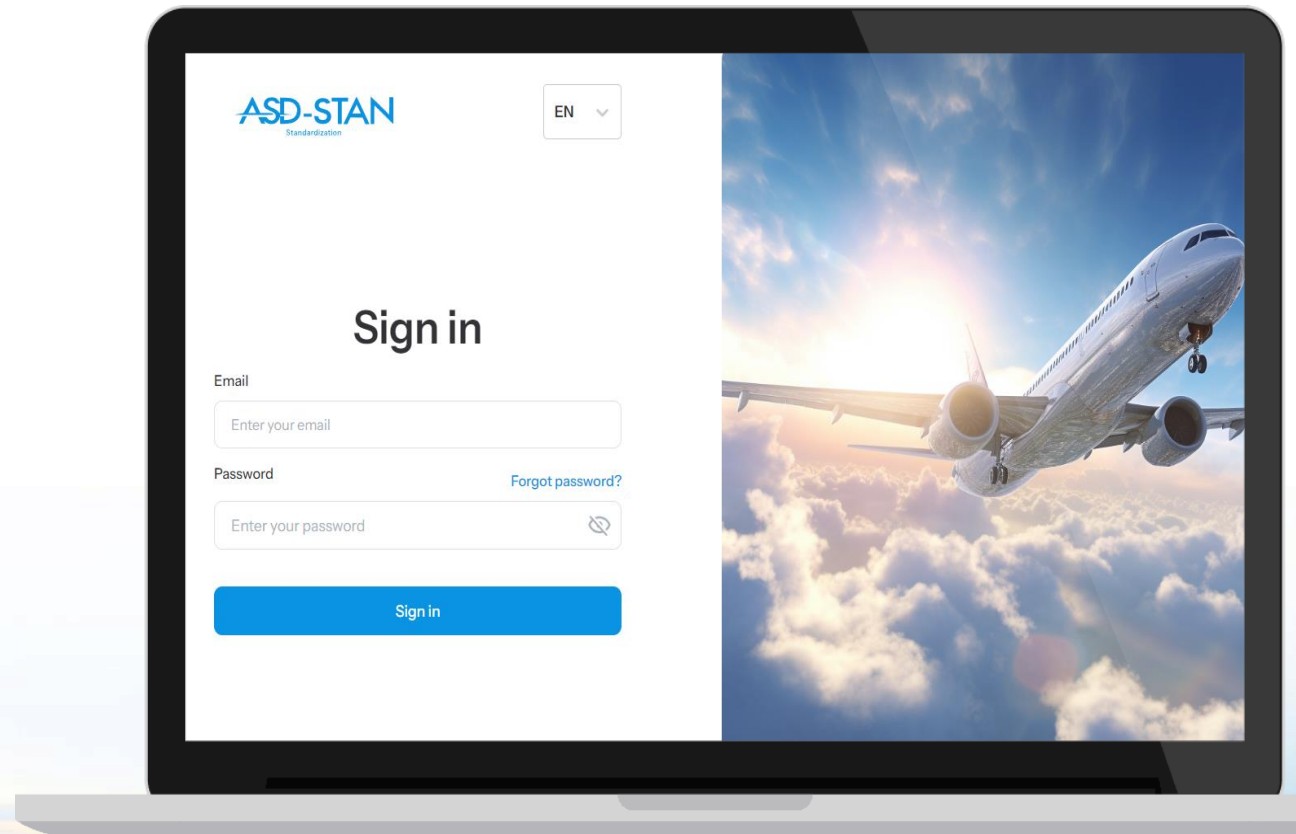 ASD-STAN
Standardization
EN
Sign in
Email
Enter your email
Password
Forgot password?
Enter your password
Sign in